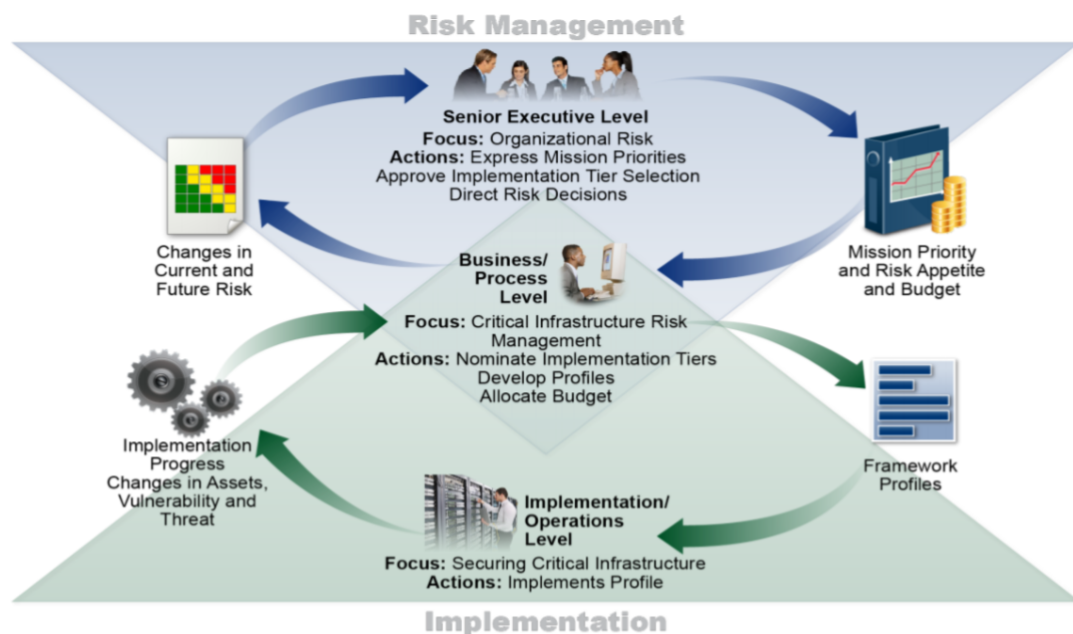 Risk Management
Senior Executive Level
Focus: Organizational Risk
Actions: Express Mission Priorities
Approve Implementation Tier Selection
Direct Risk Decisions
Changes in
Current and
Future Risk
Mission Priority
and Risk Appetite
and Budget
Business/
Process
Level
Focus: Critical Infrastructure Risk
Management
Actions: Nominate Implementation Tiers
Develop Profiles
Allocate Budget
Implementation
Progress
Changes in Assets,
Vulnerability and
Threat
Framework
Profiles
Implementation/
Operations
Level
Focus: Securing Critical Infrastructure
Actions: Implements Profile
Implementation